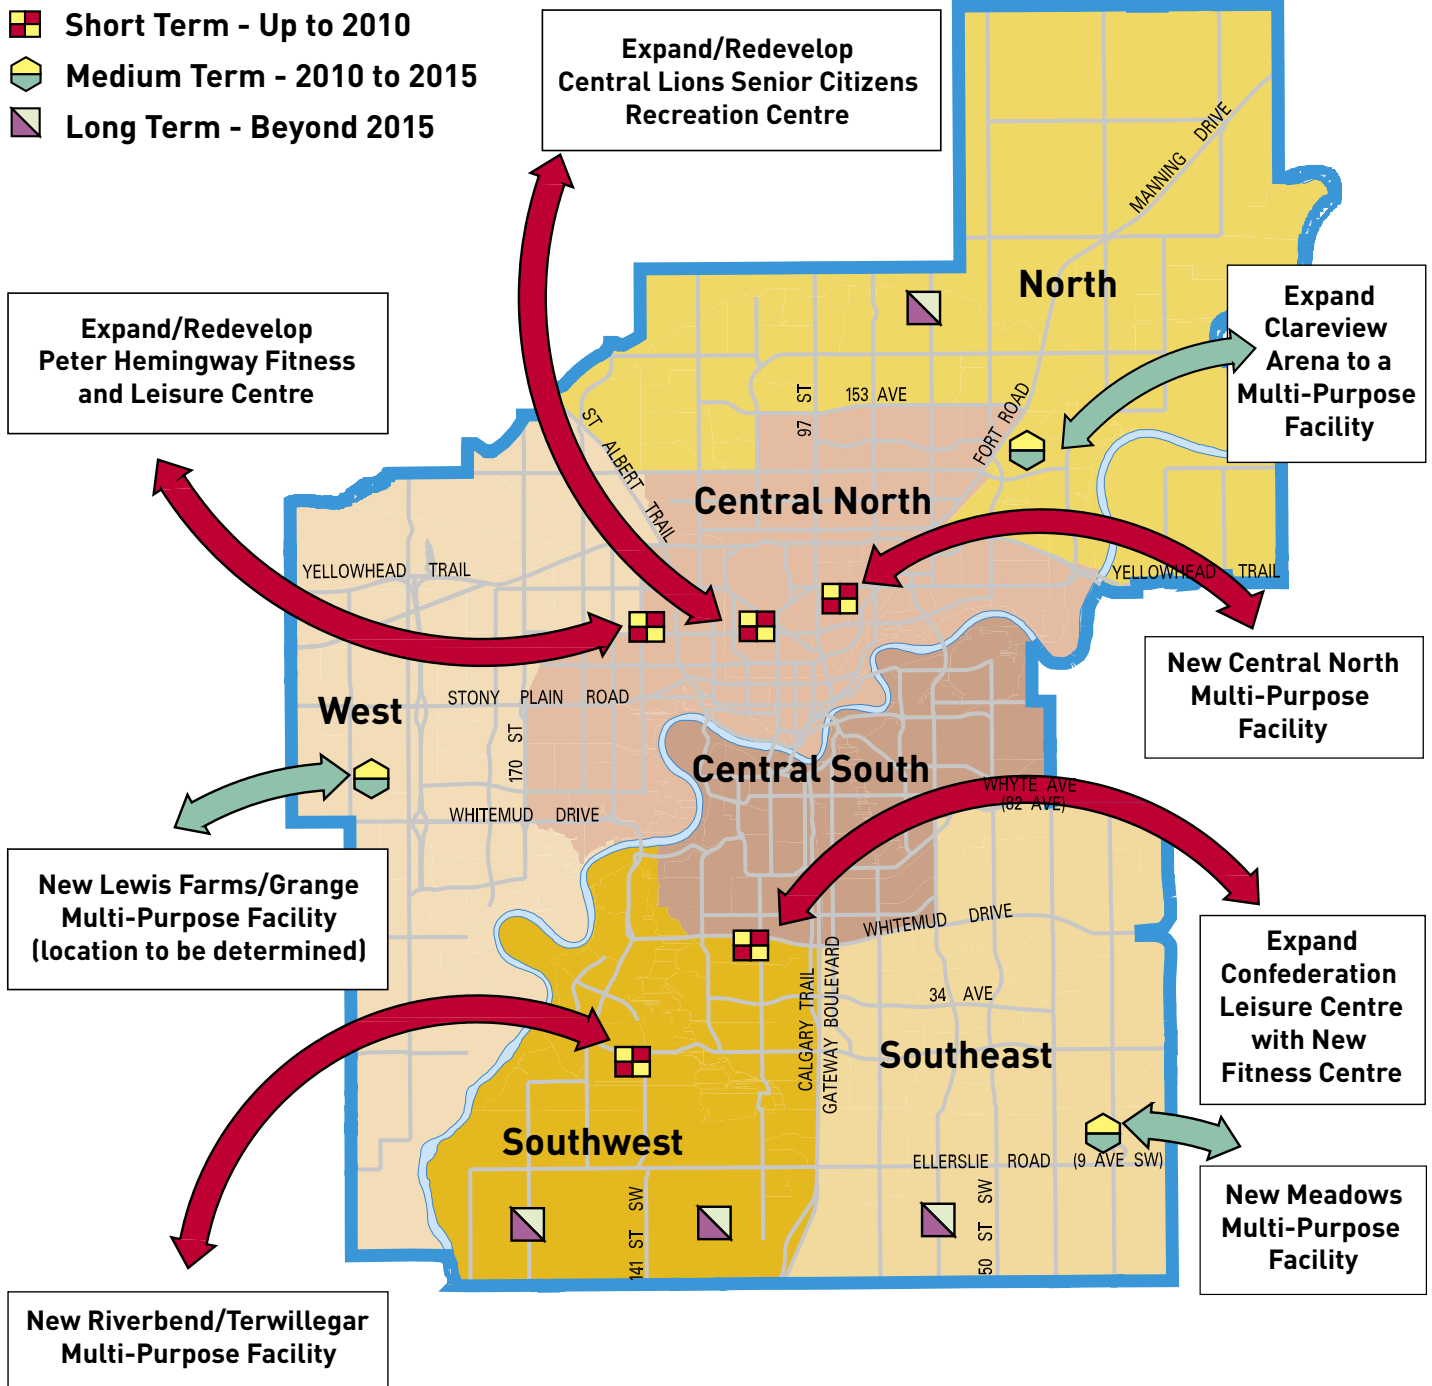 Short Term - Up to 2010
Medium Term - 2010 to 2015
Long Term - Beyond 2015
Expand/Redevelop
Central Lions Senior Citizens
Recreation Centre
MANNING DRIVE
North
Expand
Clareview
Arena to a
Multi-Purpose
Facility
Expand/Redevelop
Peter Hemingway Fitness
and Leisure Centre
97 ST
153 AVE
FORT ROAD
ST ALBERT TRAIL
Central North
YELLOWHEAD TRAIL
YELLOWHEAD TRAIL
New Central North
Multi-Purpose
Facility
West
STONY PLAIN ROAD
170 ST
Central South
WHYTE AVE
(82 AVE)
WHITEMUD DRIVE
New Lewis Farms/Grange
Multi-Purpose Facility
(location to be determined)
WHITEMUD DRIVE
Expand
Confederation
Leisure Centre
with New
Fitness Centre
CALGARY TRAIL
GATEWAY BOULEVARD
34 AVE
Southeast
Southwest
ELLERSLIE ROAD (9 AVE SW)
141 ST SW
50 ST SW
New Meadows
Multi-Purpose
Facility
New Riverbend/Terwillegar
Multi-Purpose Facility